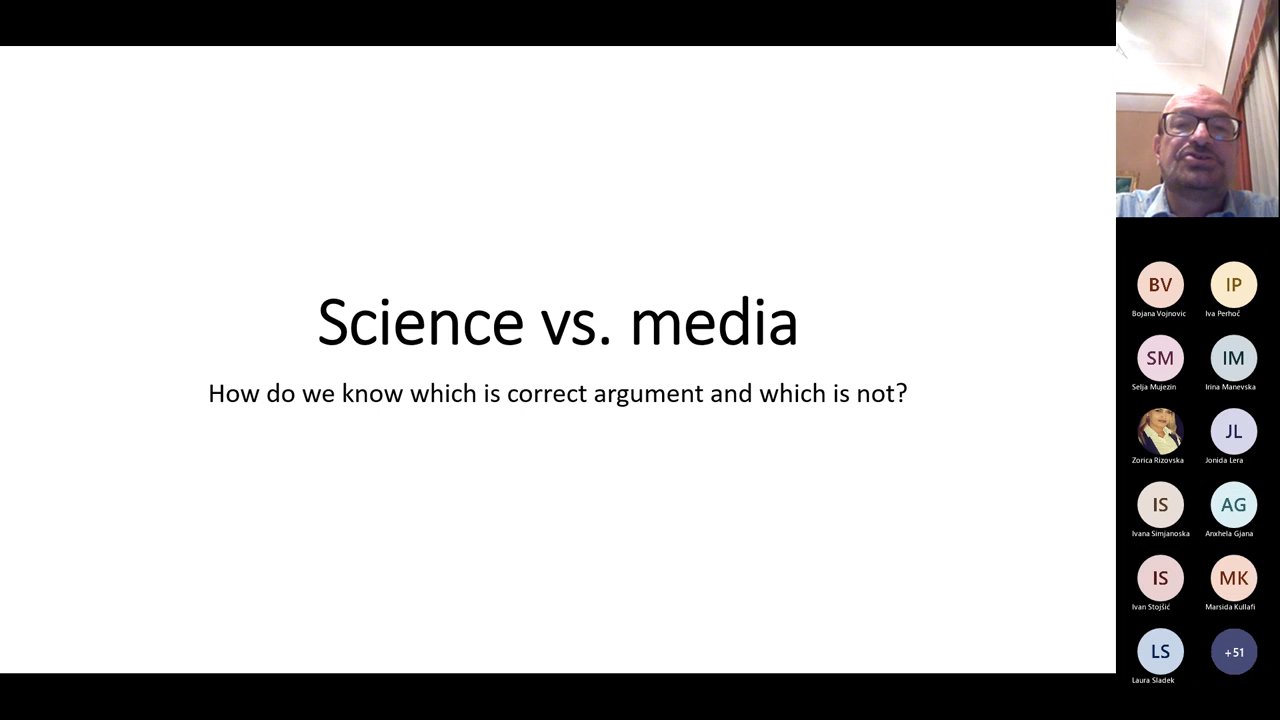 Science vs. media
How do we know which is correct argument and which is not?
BV
IP
Bojana Vojnovic
Iva Perhoč
SM
IM
Selja Mujezin
Irina Manevska
JL
Zorica Rizovska
Jonida Lera
IS
AG
Ivana Simjanoska
Anxhela Gjana
IS
MK
Ivan Stojšić
Marsida Kullafi
LS
+51
Laura Sladek